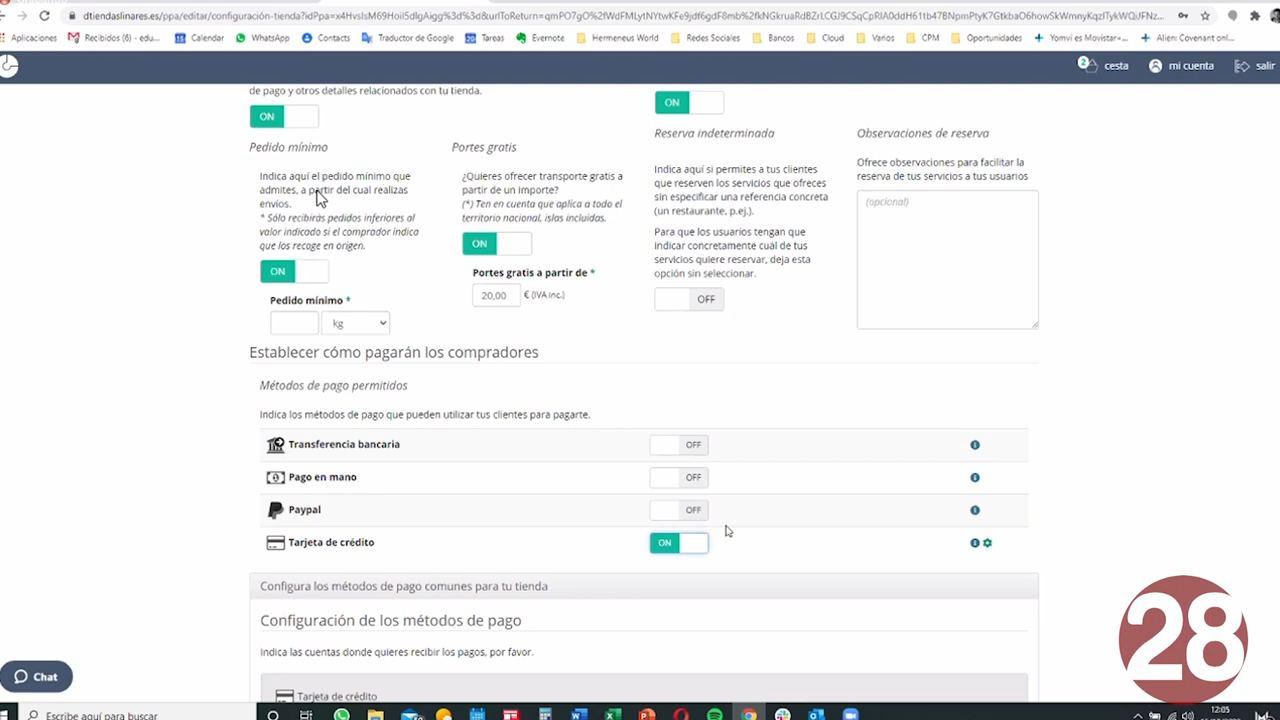 dtiendaslinares.es/ppa/editar/configuración-tienda?idPpa=x4HvsIsM69Hoil5dlgAigg%3d%3d&urlToReturn=
Aplicaciones
Recibidos (6) - edu...
Calendar
WhatsApp
Contacts
Traductor de Google
Tareas
Evernote
Hermeneus World
Redes Sociales
Bancos
Cloud
Varios
CPM
Oportunidades
Yomvi es Movistar+...
Alien: Covenant onl...
2
cesta
mi cuenta
salir
de pago y otros detalles relacionados con tu tienda.
ON
Pedido mínimo
Indica aquí el pedido mínimo que
admites, a partir del cual realizas
envíos.
* Sólo recibirás pedidos inferiores al
valor indicado si el comprador indica
que los recoge en origen.
ON
Pedido mínimo *
kg
Portes gratis
¿Quieres ofrecer transporte gratis a
partir de un importe?
(*) Ten en cuenta que aplica a todo el
territorio nacional, islas incluidas.
ON
Portes gratis a partir de *
20,00 € (IVA inc.)
ON
Reserva indeterminada
Indica aquí si permites a tus clientes
que reserven los servicios que ofreces
sin especificar una referencia concreta
(un restaurante, p.ej.).
Para que los usuarios tengan que
indicar concretamente cuál de tus
servicios quiere reservar, deja esta
opción sin seleccionar.
OFF
Observaciones de reserva
Ofrece observaciones para facilitar la
reserva de tus servicios a tus usuarios
(opcional)
Establecer cómo pagarán los compradores
Métodos de pago permitidos
Indica los métodos de pago que pueden utilizar tus clientes para pagarte.
Transferencia bancaria OFF
Pago en mano OFF
Paypal OFF
Tarjeta de crédito ON
Configura los métodos de pago comunes para tu tienda
Configuración de los métodos de pago
Indica las cuentas donde quieres recibir los pagos, por favor.
Tarjeta de crédito
28
Chat
Escribe aquí para buscar
12:05